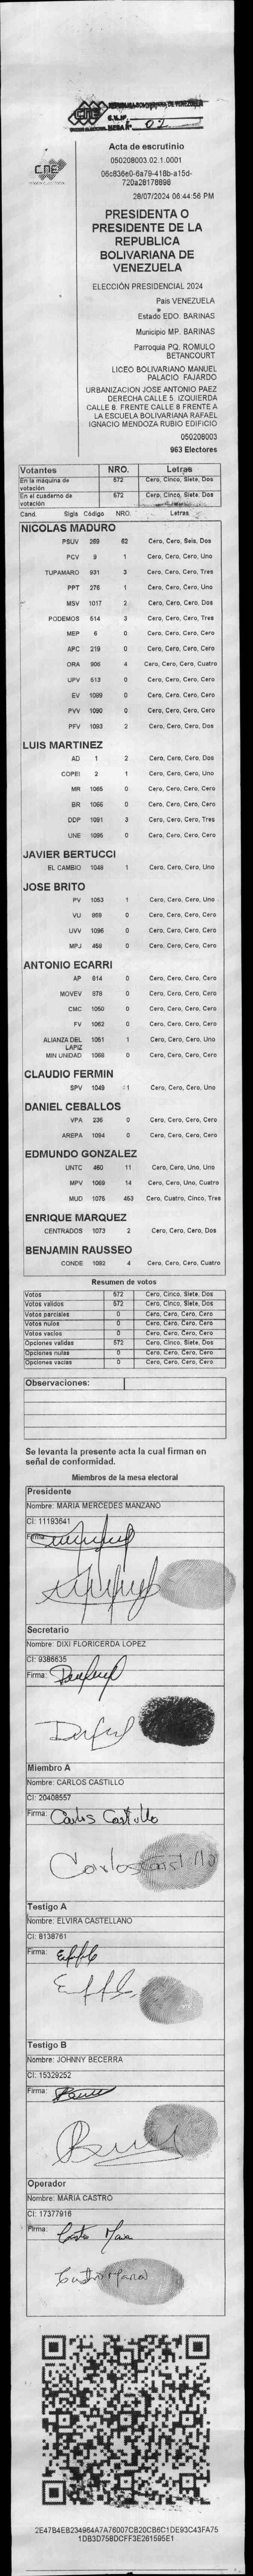 CNE
REPUBLICA BOLIVARIANA DE VENEZUELA
MESA Nº 02
CNE
Acta de escrutinio
050208003.02.1.0001
06c836e0-6a79-418b-a15d-
720a28178898
28/07/2024 06:44:56 PM
PRESIDENTA O
PRESIDENTE DE LA
REPUBLICA
BOLIVARIANA DE
VENEZUELA
ELECCIÓN PRESIDENCIAL 2024
País VENEZUELA
Estado EDO. BARINAS
Municipio MP. BARINAS
Parroquia PQ. ROMULO
BETANCOURT
LICEO BOLIVARIANO MANUEL
PALACIO FAJARDO
URBANIZACION JOSE ANTONIO PAEZ
DERECHA CALLE 5. IZQUIERDA
CALLE 8. FRENTE CALLE 8 FRENTE A
LA ESCUELA BOLIVARIANA RAFAEL
IGNACIO MENDOZA RUBIO EDIFICIO
050208003
963 Electores
Votantes NRO. Letras
En la máquina de votación 572 Cero, Cinco, Siete, Dos
En el cuaderno de votación 572 Cero, Cinco, Siete, Dos
Cand. Sigla Código NRO. Letras
NICOLAS MADURO
PSUV 269 62 Cero, Cero, Seis, Dos
PCV 9 1 Cero, Cero, Cero, Uno
TUPAMARO 931 3 Cero, Cero, Cero, Tres
PPT 276 1 Cero, Cero, Cero, Uno
MSV 1017 2 Cero, Cero, Cero, Dos
PODEMOS 514 3 Cero, Cero, Cero, Tres
MEP 6 0 Cero, Cero, Cero, Cero
APC 219 0 Cero, Cero, Cero, Cero
ORA 906 4 Cero, Cero, Cero, Cuatro
UPV 513 0 Cero, Cero, Cero, Cero
EV 1089 0 Cero, Cero, Cero, Cero
PVV 1090 0 Cero, Cero, Cero, Cero
PFV 1093 2 Cero, Cero, Cero, Dos
LUIS MARTINEZ
AD 1 2 Cero, Cero, Cero, Dos
COPEI 2 1 Cero, Cero, Cero, Uno
MR 1065 0 Cero, Cero, Cero, Cero
BR 1066 0 Cero, Cero, Cero, Cero
DDP 1091 3 Cero, Cero, Cero, Tres
UNE 1095 0 Cero, Cero, Cero, Cero
JAVIER BERTUCCI
EL CAMBIO 1048 1 Cero, Cero, Cero, Uno
JOSE BRITO
PV 1053 1 Cero, Cero, Cero, Uno
VU 869 0 Cero, Cero, Cero, Cero
UVV 1096 0 Cero, Cero, Cero, Cero
MPJ 458 0 Cero, Cero, Cero, Cero
ANTONIO ECARRI
AP 814 0 Cero, Cero, Cero, Cero
MOVEV 879 0 Cero, Cero, Cero, Cero
CMC 1050 0 Cero, Cero, Cero, Cero
FV 1062 0 Cero, Cero, Cero, Cero
ALIANZA DEL LAPIZ 1051 1 Cero, Cero, Cero, Uno
MIN UNIDAD 1068 0 Cero, Cero, Cero, Cero
CLAUDIO FERMIN
SPV 1049 1 Cero, Cero, Cero, Uno
DANIEL CEBALLOS
VPA 236 0 Cero, Cero, Cero, Cero
AREPA 1094 0 Cero, Cero, Cero, Cero
EDMUNDO GONZALEZ
UNTC 460 11 Cero, Cero, Uno, Uno
MPV 1069 14 Cero, Cero, Uno, Cuatro
MUD 1075 453 Cero, Cuatro, Cinco, Tres
ENRIQUE MARQUEZ
CENTRADOS 1073 2 Cero, Cero, Cero, Dos
BENJAMIN RAUSSEO
CONDE 1092 4 Cero, Cero, Cero, Cuatro
Resumen de votos
Votos 572 Cero, Cinco, Siete, Dos
Votos válidos 572 Cero, Cinco, Siete, Dos
Votos parciales 0 Cero, Cero, Cero, Cero
Votos nulos 0 Cero, Cero, Cero, Cero
Votos vacíos 0 Cero, Cero, Cero, Cero
Opciones válidas 572 Cero, Cinco, Siete, Dos
Opciones nulas 0 Cero, Cero, Cero, Cero
Opciones vacías 0 Cero, Cero, Cero, Cero
Observaciones:
Se levanta la presente acta la cual firman en
señal de conformidad.
Miembros de la mesa electoral
Presidente
Nombre: MARIA MERCEDES MANZANO
CI: 11193641
Firma:
Secretario
Nombre: DIXI FLORICERDA LOPEZ
CI: 9386635
Firma:
Miembro A
Nombre: CARLOS CASTILLO
CI: 20408557
Firma: Carlos Castillo
Carlos Castillo
Testigo A
Nombre: ELVIRA CASTELLANO
CI: 8138761
Firma:
Testigo B
Nombre: JOHNNY BECERRA
CI: 15329252
Firma:
Operador
Nombre: MARIA CASTRO
CI: 17377916
Firma: Castro Maria
Castro Maria
2E47B4EB234964A7A76007CB20CB6C1DE93C43FA75
1DB3D758DCFF3E261595E1